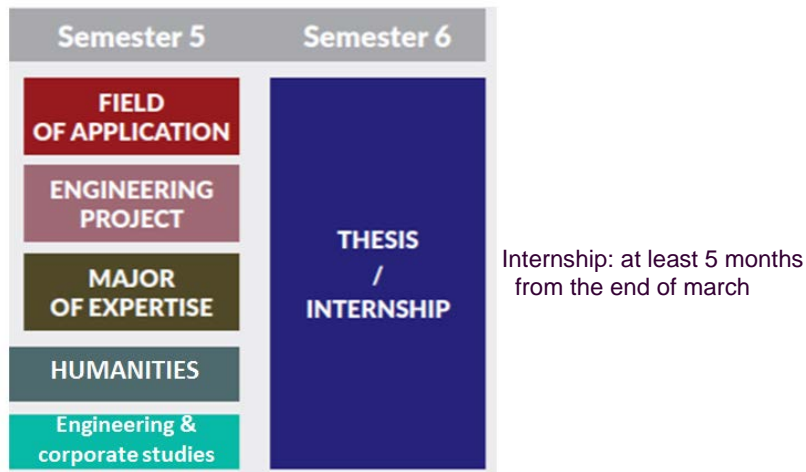 Semester 5
Semester 6
FIELD
OF APPLICATION
ENGINEERING
PROJECT
MAJOR
OF EXPERTISE
HUMANITIES
Engineering &
corporate studies
THESIS
/
INTERNSHIP
Internship: at least 5 months
from the end of march